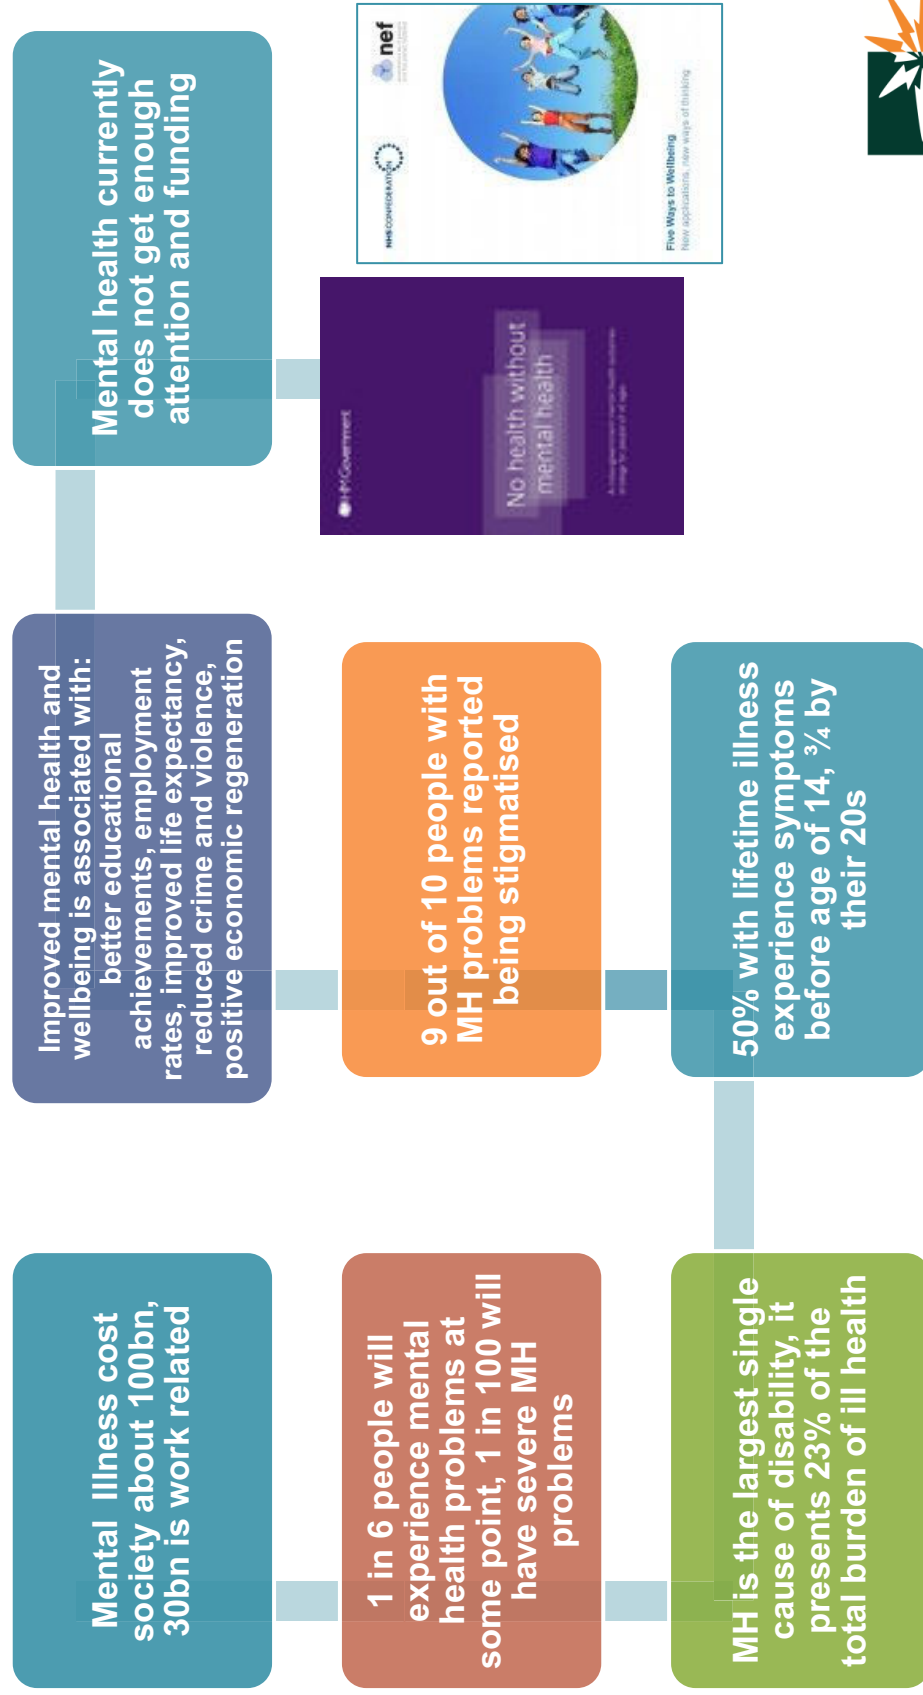 Mental Illness cost
society about 100bn,
30bn is work related
1 in 6 people will
experience mental
health problems at
some point, 1 in 100 will
have severe MH
problems
MH is the largest single
cause of disability, it
presents 23% of the
total burden of ill health
50% with lifetime illness
experience symptoms
before age of 14, ¾ by
their 20s
9 out of 10 people with
MH problems reported
being stigmatised
Improved mental health and
wellbeing is associated with:
better educational
achievements, employment
rates, improved life expectancy,
reduced crime and violence,
positive economic regeneration
Mental health currently
does not get enough
attention and funding
HM Government
No health without
mental health
NHS CONFEDERATION
nef
Five Ways to Wellbeing
New applications, new ways of thinking